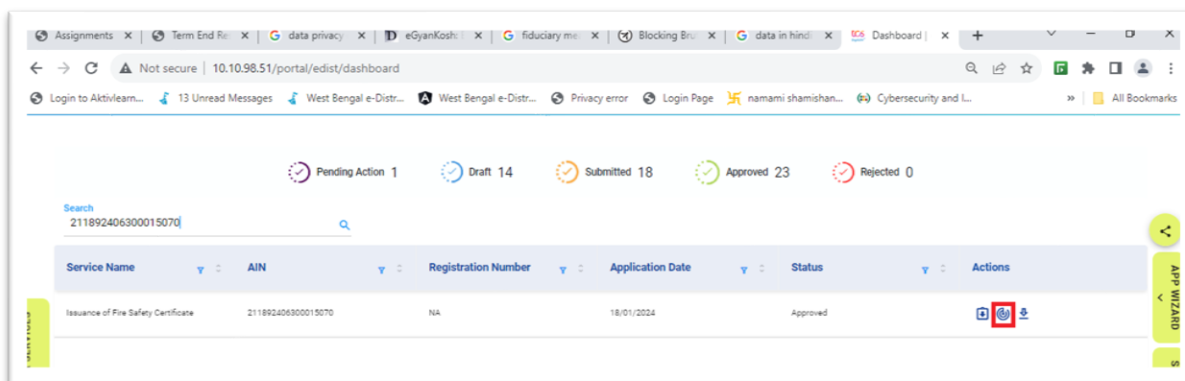 Assignments Term End Re data privacy eGyanKosh: fiduciary me Blocking Bru data in hindi Dashboard |
Not secure | 10.10.98.51/portal/edist/dashboard
Login to Aktivlearn... 13 Unread Messages West Bengal e-Distr... West Bengal e-Distr... Privacy error Login Page namami shamishan... Cybersecurity and I... » All Bookmarks
Pending Action 1 Draft 14 Submitted 18 Approved 23 Rejected 0
Search
211892406300015070
Service Name AIN Registration Number Application Date Status Actions
Issuance of Fire Safety Certificate 211892406300015070 NA 18/01/2024 Approved
APP WIZARD